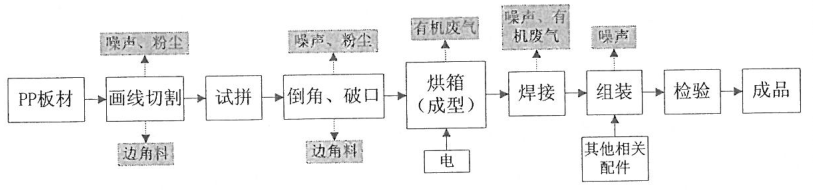 噪声、粉尘
噪声、粉尘
有机废气
噪声、有
机废气
噪声
PP板材
画线切割
试拼
倒角、破口
烘箱
（成型）
焊接
组装
检验
成品
边角料
边角料
电
其他相关
配件